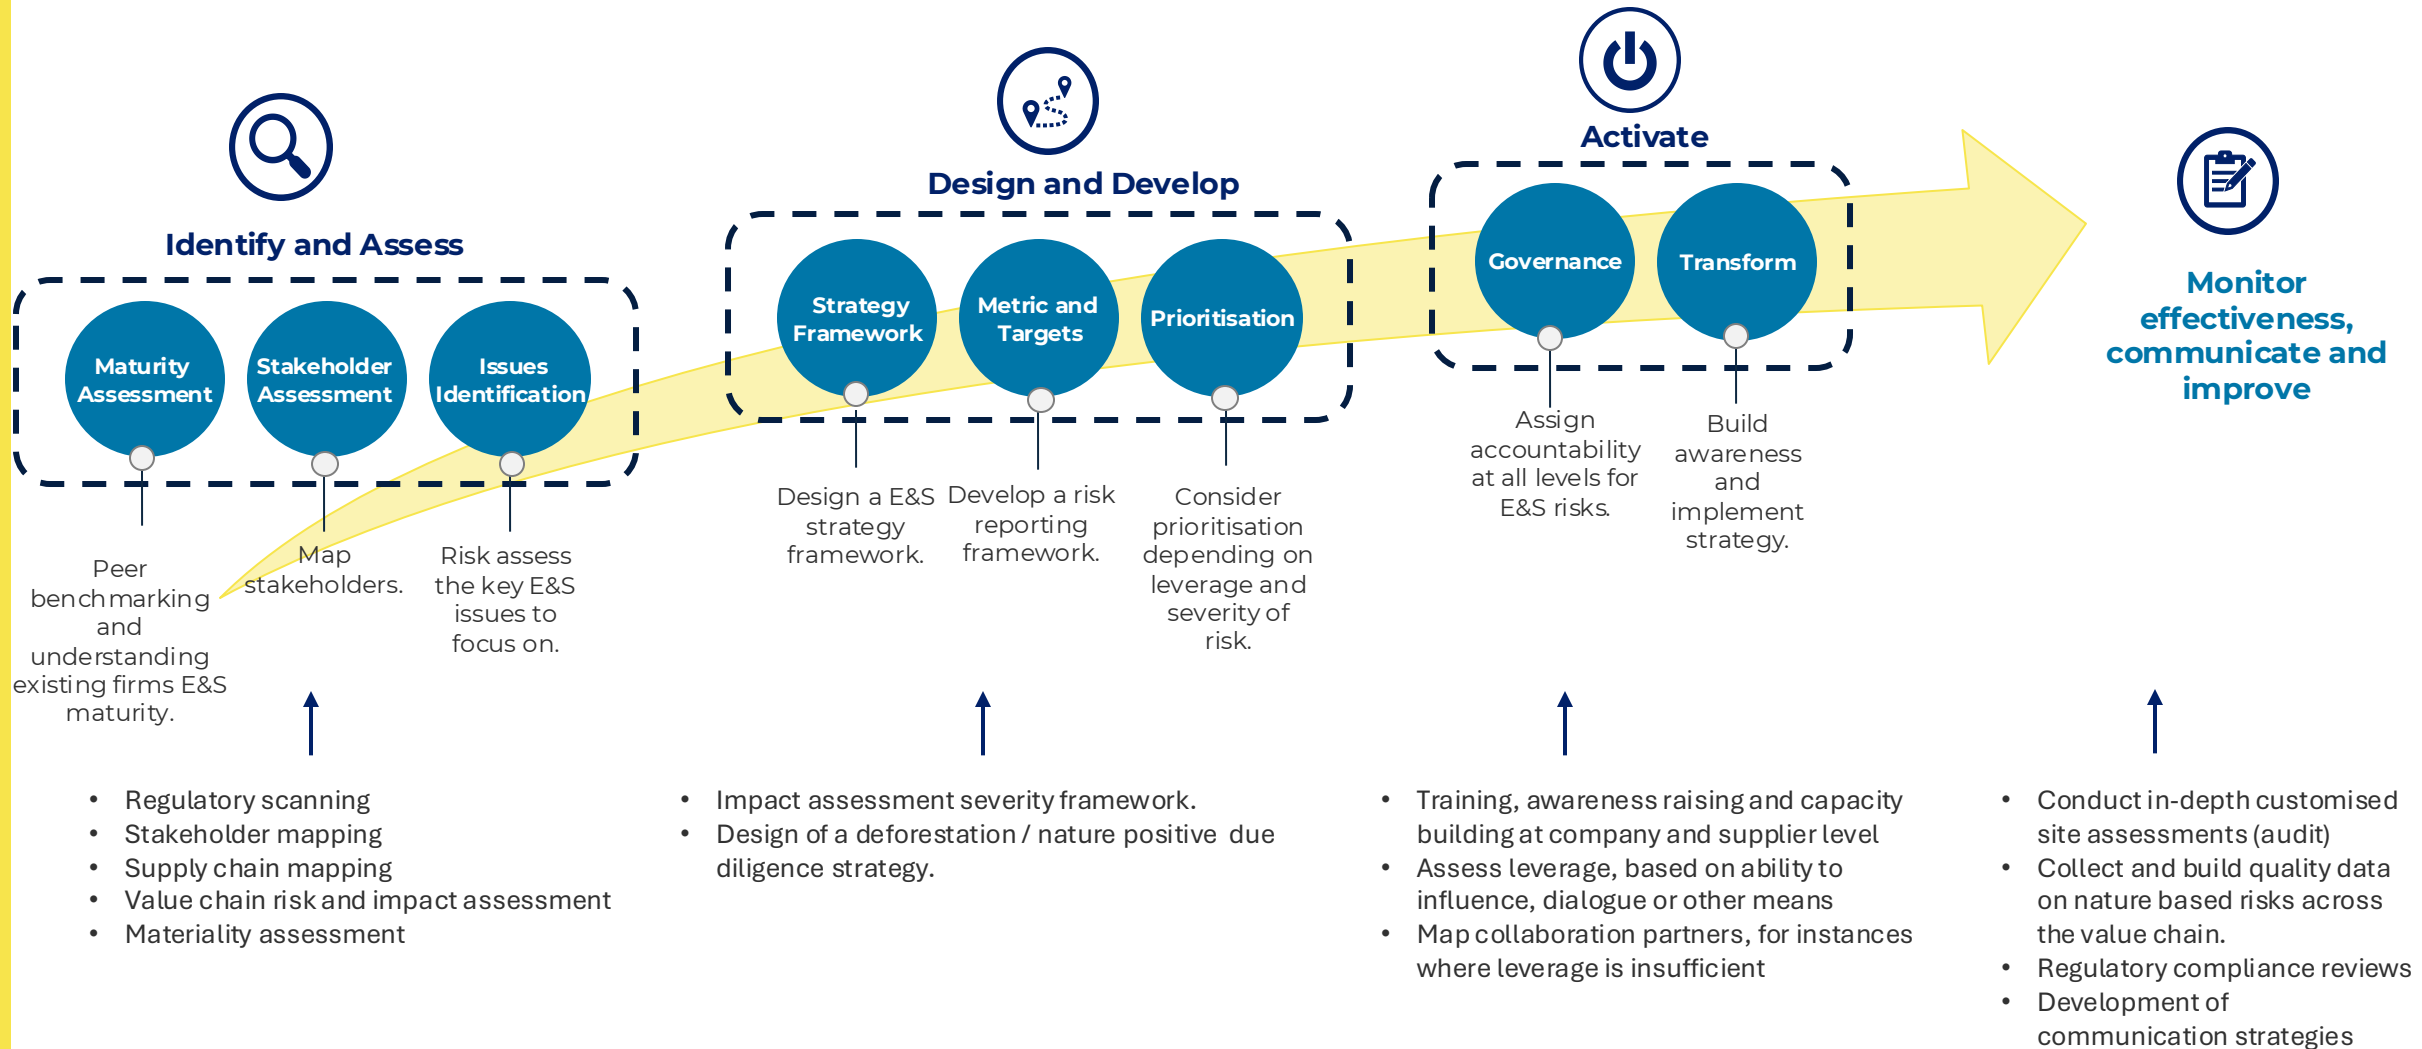 Identify and Assess
Maturity
Assessment
Stakeholder
Assessment
Issues
Identification
Peer
benchmarking
and
understanding
existing firms E&S
maturity.
Map
stakeholders.
Risk assess
the key E&S
issues to
focus on.
• Regulatory scanning
• Stakeholder mapping
• Supply chain mapping
• Value chain risk and impact assessment
• Materiality assessment
Design and Develop
Strategy
Framework
Metric and
Targets
Prioritisation
Design a E&S
strategy
framework.
Develop a risk
reporting
framework.
Consider
prioritisation
depending on
leverage and
severity of
risk.
• Impact assessment severity framework.
• Design of a deforestation / nature positive due
diligence strategy.
Activate
Governance
Transform
Assign
accountability
at all levels for
E&S risks.
Build
awareness
and
implement
strategy.
• Training, awareness raising and capacity
building at company and supplier level
• Assess leverage, based on ability to
influence, dialogue or other means
• Map collaboration partners, for instances
where leverage is insufficient
Monitor
effectiveness,
communicate and
improve
• Conduct in-depth customised
site assessments (audit)
• Collect and build quality data
on nature based risks across
the value chain.
• Regulatory compliance reviews
• Development of
communication strategies